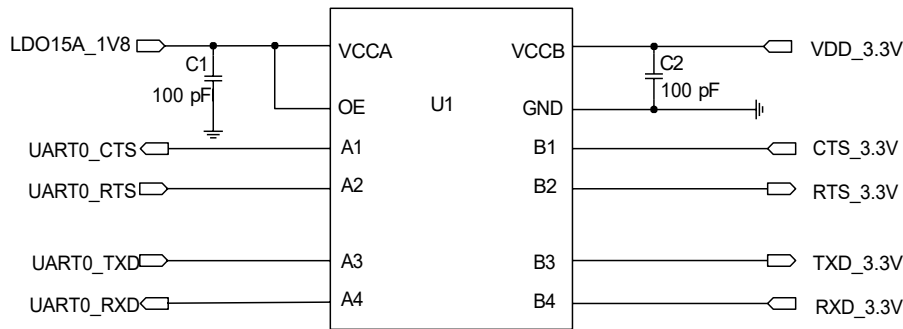 LDO15A_1V8 VCCA VCCB VDD_3.3V
C1 C2
100 pF 100 pF
OE U1 GND
UART0_CTS A1 B1 CTS_3.3V
UART0_RTS A2 B2 RTS_3.3V
UART0_TXD A3 B3 TXD_3.3V
UART0_RXD A4 B4 RXD_3.3V